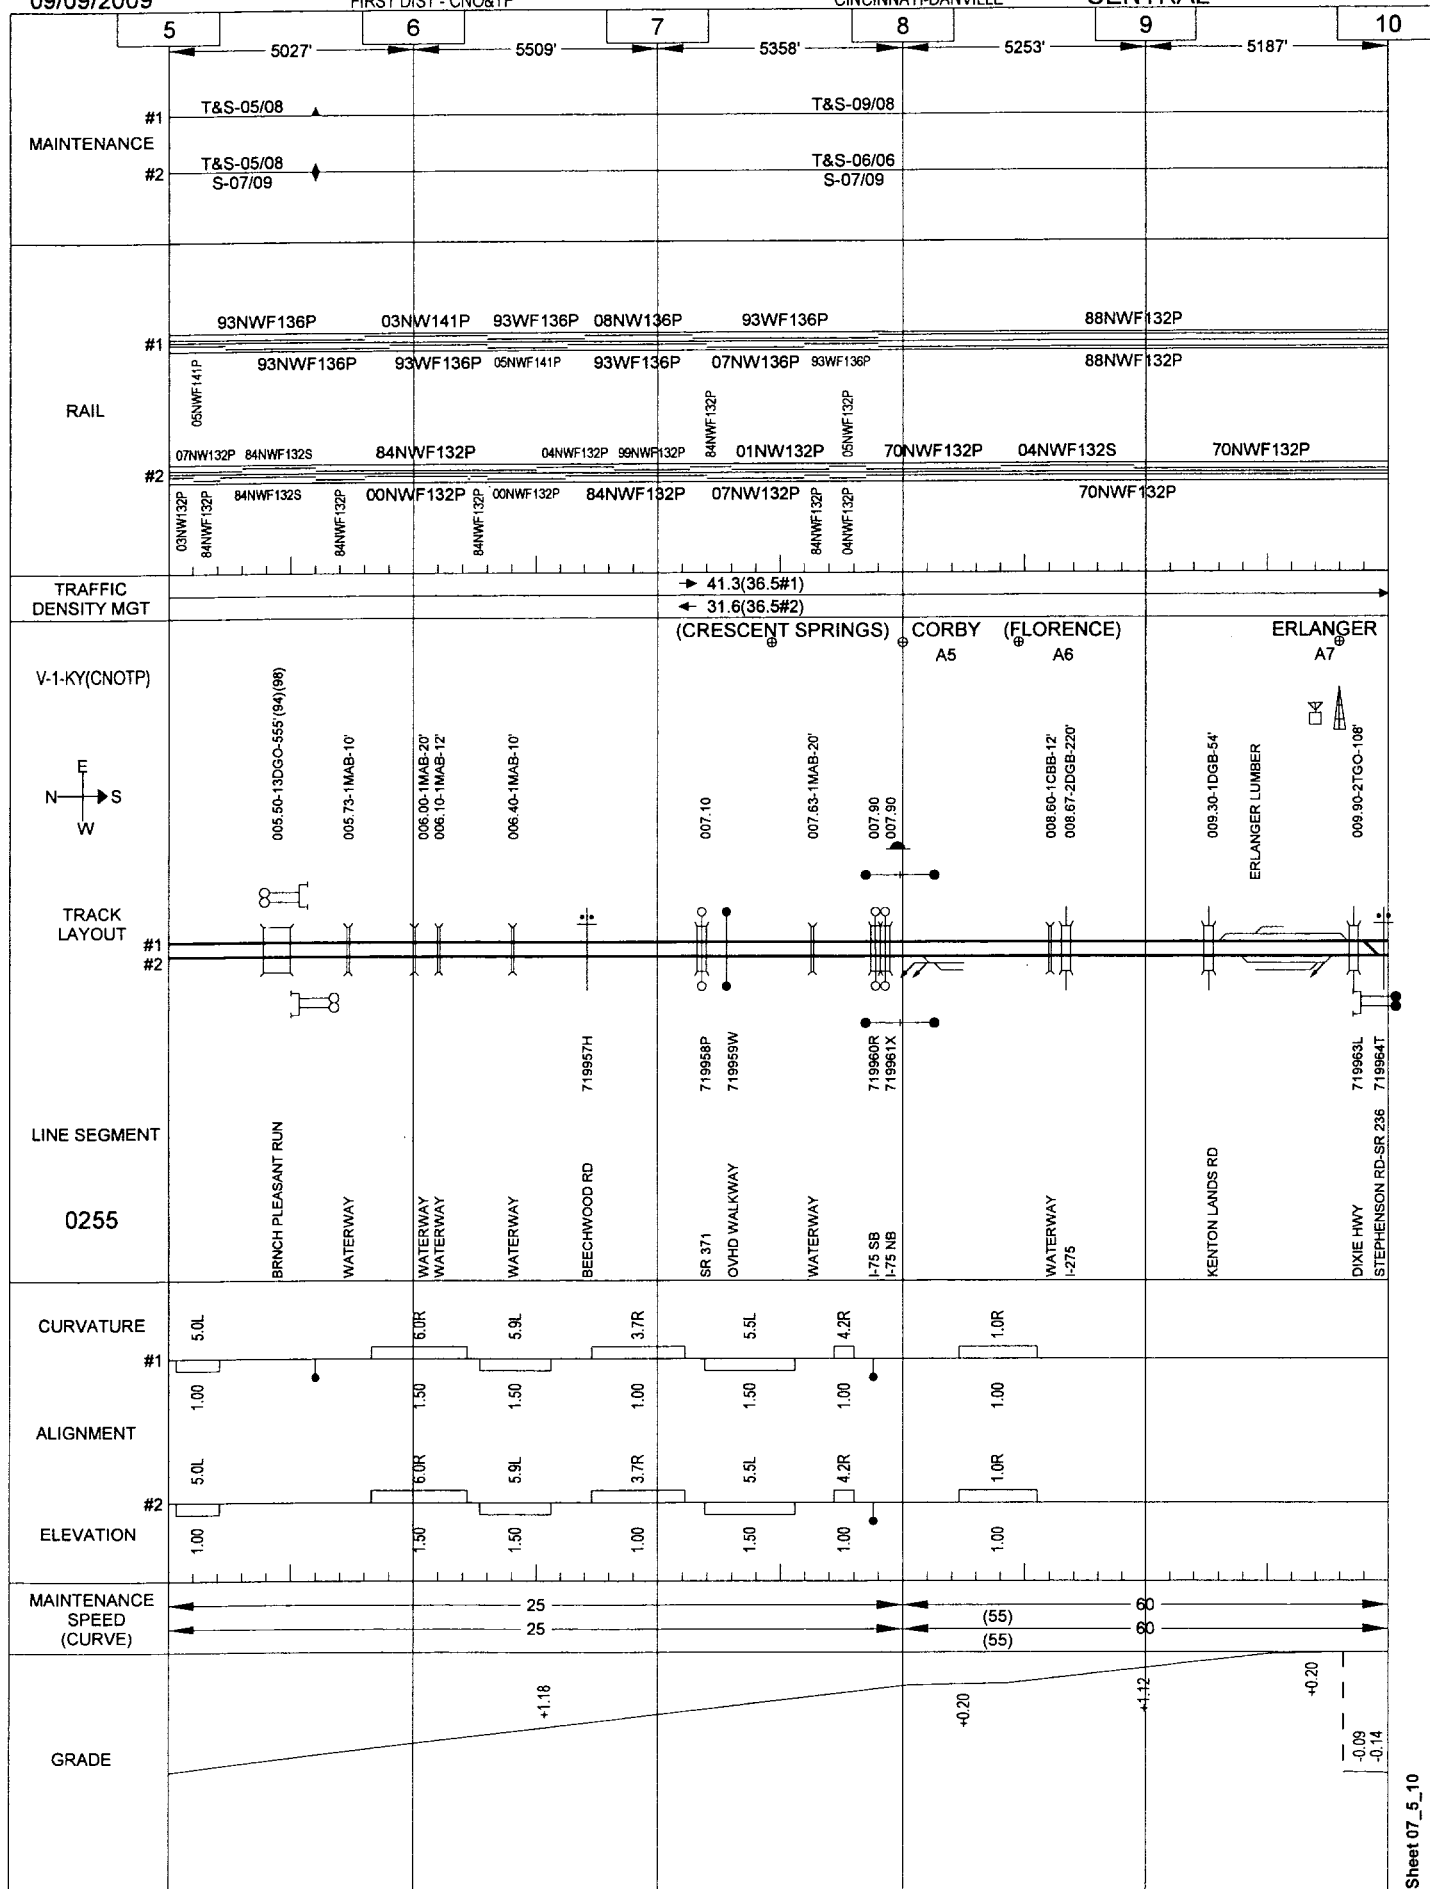 09/09/2009 FIRST DIST - CNO&TP CINCINNATI-DANVILLE CENTRAL
5 6 7 8 9 10
5027' 5509' 5358' 5253' 5187'
#1 T&S-05/08 T&S-09/08
MAINTENANCE
#2 T&S-05/08 T&S-06/06
S-07/09 S-07/09
93NWF136P 03NW141P 93WF136P 08NW136P 93WF136P 88NWF132P
#1
93NWF136P 93WF136P 05NWF141P 93WF136P 07NW136P 93WF136P 88NWF132P
05NWF141P
RAIL
84NWF132P 05NWF132P
07NW132P 84NWF132S 84NWF132P 04NWF132P 99NWF132P 01NW132P 70NWF132P 04NWF132S 70NWF132P
#2
84NWF132S 00NWF132P 00NWF132P 84NWF132P 07NW132P 70NWF132P
03NW132P 84NWF132P 84NWF132P 84NWF132P 84NWF132P 04NWF132P
TRAFFIC
DENSITY MGT
41.3(36.5#1)
31.6(36.5#2)
(CRESCENT SPRINGS) CORBY (FLORENCE) ERLANGER
A5 A6 A7
V-1-KY(CNOTP)
E
N S
W
005.50-13DGO-555'(94)(98)
005.73-1MAB-10'
006.00-1MAB-20'
006.10-1MAB-12'
006.40-1MAB-10'
007.10
007.63-1MAB-20'
007.90
007.90
008.60-1CBB-12'
008.67-2DGB-220'
009.30-1DGB-54'
ERLANGER LUMBER
009.90-2TGO-108'
TRACK
LAYOUT
#1
#2
719957H
719958P
719959W
719960R
719961X
719963L
719964T
LINE SEGMENT
0255
BRNCH PLEASANT RUN
WATERWAY
WATERWAY
WATERWAY
WATERWAY
BEECHWOOD RD
SR 371
OVHD WALKWAY
WATERWAY
I-75 SB
I-75 NB
WATERWAY
I-275
KENTON LANDS RD
DIXIE HWY
STEPHENSON RD-SR 236
CURVATURE 5.0L 6.0R 5.9L 3.7R 5.5L 4.2R 1.0R
#1
1.00 1.50 1.50 1.00 1.50 1.00 1.00
ALIGNMENT
5.0L 6.0R 5.9L 3.7R 5.5L 4.2R 1.0R
#2
ELEVATION 1.00 1.50 1.50 1.00 1.50 1.00 1.00
MAINTENANCE
SPEED
(CURVE)
25 60
(55)
25 60
(55)
GRADE
+1.18 +0.20 +1.12 +0.20 -0.09 -0.14
Sheet 07_5_10